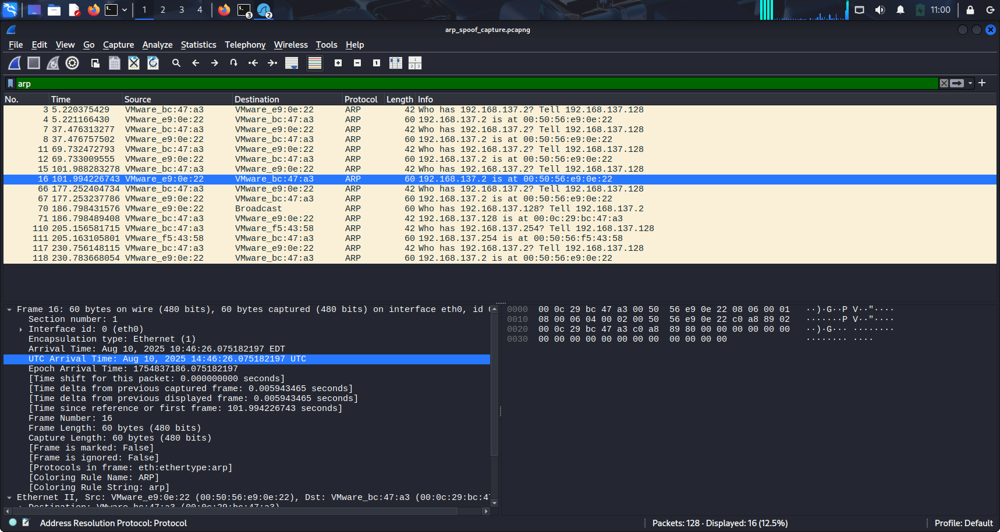 1 2 3 4 3 2 11:00
arp_spoof_capture.pcapng
File Edit View Go Capture Analyze Statistics Telephony Wireless Tools Help
arp
No. Time Source Destination Protocol Length Info
3 5.220375429 VMware_bc:47:a3 VMware_e9:0e:22 ARP 42 Who has 192.168.137.2? Tell 192.168.137.128
4 5.221166430 VMware_e9:0e:22 VMware_bc:47:a3 ARP 60 192.168.137.2 is at 00:50:56:e9:0e:22
7 37.476313277 VMware_bc:47:a3 VMware_e9:0e:22 ARP 42 Who has 192.168.137.2? Tell 192.168.137.128
8 37.476757502 VMware_e9:0e:22 VMware_bc:47:a3 ARP 60 192.168.137.2 is at 00:50:56:e9:0e:22
11 69.732472793 VMware_bc:47:a3 VMware_e9:0e:22 ARP 42 Who has 192.168.137.2? Tell 192.168.137.128
12 69.733009555 VMware_e9:0e:22 VMware_bc:47:a3 ARP 60 192.168.137.2 is at 00:50:56:e9:0e:22
15 101.988283278 VMware_bc:47:a3 VMware_e9:0e:22 ARP 42 Who has 192.168.137.2? Tell 192.168.137.128
16 101.994226743 VMware_e9:0e:22 VMware_bc:47:a3 ARP 60 192.168.137.2 is at 00:50:56:e9:0e:22
66 177.252404734 VMware_bc:47:a3 VMware_e9:0e:22 ARP 42 Who has 192.168.137.2? Tell 192.168.137.128
67 177.253237786 VMware_e9:0e:22 VMware_bc:47:a3 ARP 60 192.168.137.2 is at 00:50:56:e9:0e:22
70 186.798431576 VMware_e9:0e:22 Broadcast ARP 60 Who has 192.168.137.128? Tell 192.168.137.2
71 186.798489408 VMware_bc:47:a3 VMware_e9:0e:22 ARP 42 192.168.137.128 is at 00:0c:29:bc:47:a3
110 205.156581715 VMware_bc:47:a3 VMware_f5:43:58 ARP 42 Who has 192.168.137.254? Tell 192.168.137.128
111 205.163105801 VMware_f5:43:58 VMware_bc:47:a3 ARP 60 192.168.137.254 is at 00:50:56:f5:43:58
117 230.756148115 VMware_bc:47:a3 VMware_e9:0e:22 ARP 42 Who has 192.168.137.2? Tell 192.168.137.128
118 230.783668054 VMware_e9:0e:22 VMware_bc:47:a3 ARP 60 192.168.137.2 is at 00:50:56:e9:0e:22
Frame 16: 60 bytes on wire (480 bits), 60 bytes captured (480 bits) on interface eth0, id 
Section number: 1
Interface id: 0 (eth0)
Encapsulation type: Ethernet (1)
Arrival Time: Aug 10, 2025 10:46:26.075182197 EDT
UTC Arrival Time: Aug 10, 2025 14:46:26.075182197 UTC
Epoch Arrival Time: 1754837186.075182197
[Time shift for this packet: 0.000000000 seconds]
[Time delta from previous captured frame: 0.005943465 seconds]
[Time delta from previous displayed frame: 0.005943465 seconds]
[Time since reference or first frame: 101.994226743 seconds]
Frame Number: 16
Frame Length: 60 bytes (480 bits)
Capture Length: 60 bytes (480 bits)
[Frame is marked: False]
[Frame is ignored: False]
[Protocols in frame: eth:ethertype:arp]
[Coloring Rule Name: ARP]
[Coloring Rule String: arp]
Ethernet II, Src: VMware_e9:0e:22 (00:50:56:e9:0e:22), Dst: VMware_bc:47:a3 (00:0c:29:bc:47
Destination: VMware_bc:47:a3 (00:0c:29:bc:47:a3)
0000 00 0c 29 bc 47 a3 00 50 56 e9 0e 22 08 06 00 01 ··)·G··P V··"····
0010 08 00 06 04 00 02 00 50 56 e9 0e 22 c0 a8 89 02 ·······P V··"····
0020 00 0c 29 bc 47 a3 c0 a8 89 80 00 00 00 00 00 00 ··)·G··· ········
0030 00 00 00 00 00 00 00 00 00 00 00 00 ········ ····
Address Resolution Protocol: Protocol
Packets: 128 · Displayed: 16 (12.5%)
Profile: Default